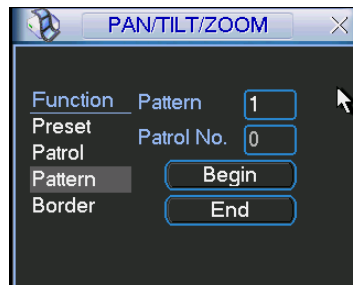 PAN/TILT/ZOOM
Function
Preset
Patrol
Pattern
Border
Pattern 1
Patrol No. 0
Begin
End